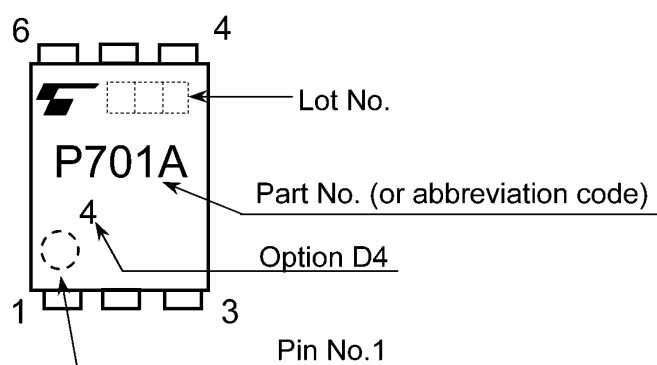 6 4
Lot No.
P701A
Part No. (or abbreviation code)
4
Option D4
1 3
Pin No.1